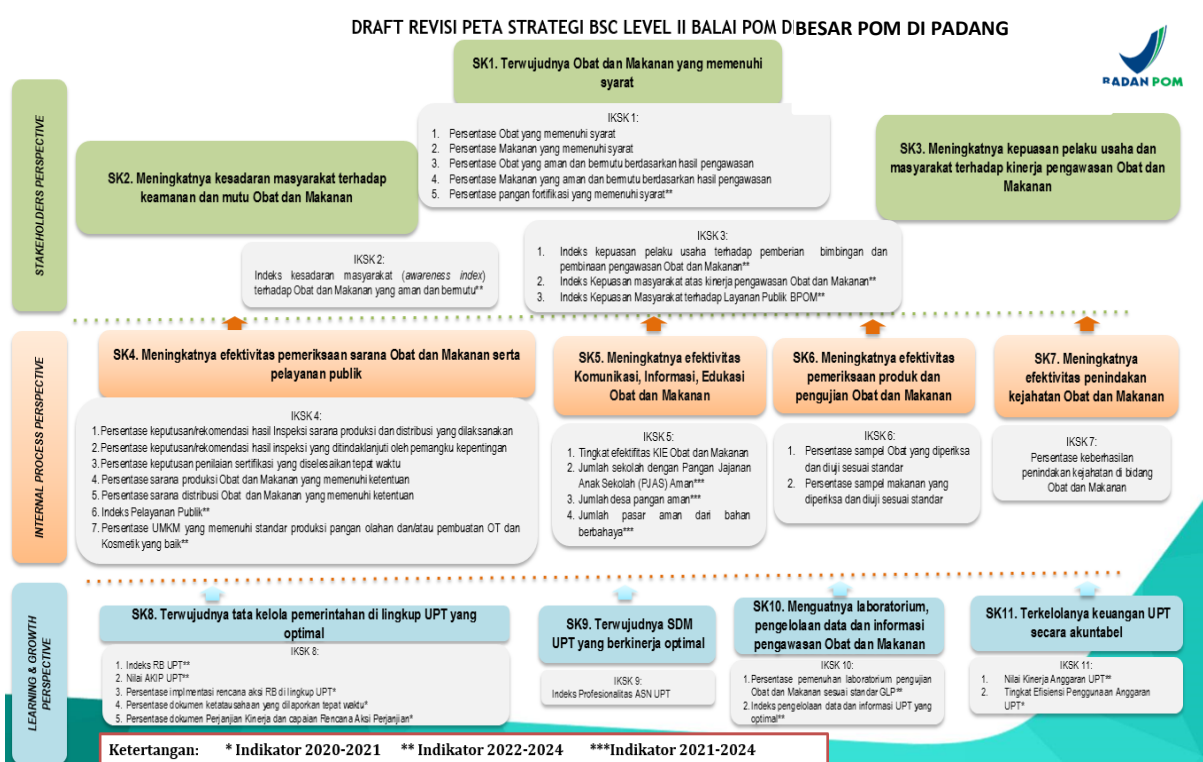 DRAFT REVISI PETA STRATEGI BSC LEVEL II BALAI POM D BESAR POM DI PADANG
BADAN POM
STAKEHOLDERS PERSPECTIVE
SK1. Terwujudnya Obat dan Makanan yang memenuhi
syarat
IKSK 1:
1. Persentase Obat yang memenuhi syarat
2. Persentase Makanan yang memenuhi syarat
3. Persentase Obat yang aman dan bermutu berdasarkan hasil pengawasan
4. Persentase Makanan yang aman dan bermutu berdasarkan hasil pengawasan
5. Persentase pangan fortifikasi yang memenuhi syarat**
SK2. Meningkatnya kesadaran masyarakat terhadap
keamanan dan mutu Obat dan Makanan
IKSK 2:
Indeks kesadaran masyarakat (awareness index)
terhadap Obat dan Makanan yang aman dan bermutu**
SK3. Meningkatnya kepuasan pelaku usaha dan
masyarakat terhadap kinerja pengawasan Obat dan
Makanan
IKSK 3:
1. Indeks kepuasan pelaku usaha terhadap pemberian bimbingan dan
pembinaan pengawasan Obat dan Makanan**
2. Indeks Kepuasan masyarakat atas kinerja pengawasan Obat dan Makanan**
3. Indeks Kepuasan Masyarakat terhadap Layanan Publik BPOM**
INTERNAL PROCESS PERSPECTIVE
SK4. Meningkatnya efektivitas pemeriksaan sarana Obat dan Makanan serta
pelayanan publik
IKSK 4:
1. Persentase keputusan/rekomendasi hasil Inspeksi sarana produksi dan distribusi yang dilaksanakan
2. Persentase keputusan/rekomendasi hasil inspeksi yang ditindaklanjuti oleh pemangku kepentingan
3. Persentase keputusan penilaian sertifikasi yang diselesaikan tepat waktu
4. Persentase sarana produksi Obat dan Makanan yang memenuhi ketentuan
5. Persentase sarana distribusi Obat dan Makanan yang memenuhi ketentuan
6. Indeks Pelayanan Publik**
7. Persentase UMKM yang memenuhi standar produksi pangan olahan dan/atau pembuatan OT dan
Kosmetik yang baik**
SK5. Meningkatnya efektivitas
Komunikasi, Informasi, Edukasi
Obat dan Makanan
IKSK 5:
1. Tingkat efektifitas KIE Obat dan Makanan
2. Jumlah sekolah dengan Pangan Jajanan
Anak Sekolah (PJAS) Aman***
3. Jumlah desa pangan aman***
4. Jumlah pasar aman dari bahan
berbahaya***
SK6. Meningkatnya efektivitas
pemeriksaan produk dan
pengujian Obat dan Makanan
IKSK 6:
1. Persentase sampel Obat yang diperiksa
dan diuji sesuai standar
2. Persentase sampel makanan yang
diperiksa dan diuji sesuai standar
SK7. Meningkatnya
efektivitas penindakan
kejahatan Obat dan Makanan
IKSK 7:
Persentase keberhasilan
penindakan kejahatan di bidang
Obat dan Makanan
LEARNING & GROWTH
PERSPECTIVE
SK8. Terwujudnya tata kelola pemerintahan di lingkup UPT yang
optimal
IKSK 8:
1. Indeks RB UPT**
2. Nilai AKIP UPT**
3. Persentase implmentasi rencana aksi RB di lingkup UPT*
4. Persentase dokumen ketatausahaan yang dilaporkan tepat waktu*
5. Persentase dokumen Perjanjian Kinerja dan capaian Rencana Aksi Perjanjian*
SK9. Terwujudnya SDM
UPT yang berkinerja optimal
IKSK 9:
Indeks Profesionalitas ASN UPT
SK10. Menguatnya laboratorium,
pengelolaan data dan informasi
pengawasan Obat dan Makanan
IKSK 10:
1. Persentase pemenuhan laboratorium pengujian
Obat dan Makanan sesuai standar GLP**
2. Indeks pengelolaan data dan informasi UPT yang
optimal**
SK11. Terkelolanya keuangan UPT
secara akuntabel
IKSK 11:
1. Nilai Kinerja Anggaran UPT**
2. Tingkat Efisiensi Penggunaan Anggaran
UPT*
Ketertangan: * Indikator 2020-2021 ** Indikator 2022-2024 ***Indikator 2021-2024